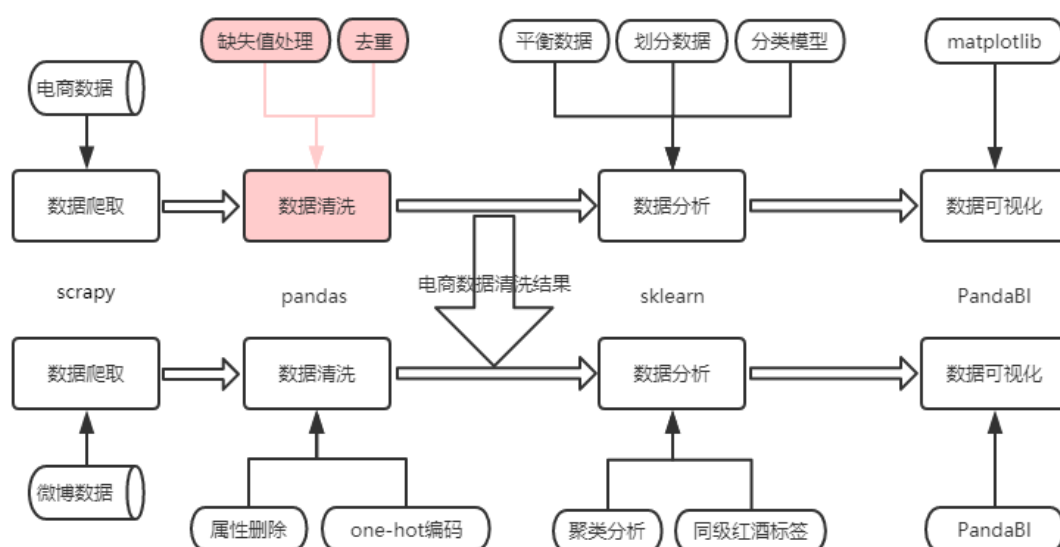 缺失值处理
去重
平衡数据
划分数据
分类模型
matplotlib
电商数据
数据爬取
数据清洗
数据分析
数据可视化
电商数据清洗结果
scrapy
pandas
sklearn
PandaBI
数据爬取
数据清洗
数据分析
数据可视化
微博数据
属性删除
one-hot编码
聚类分析
同级红酒标签
PandaBI